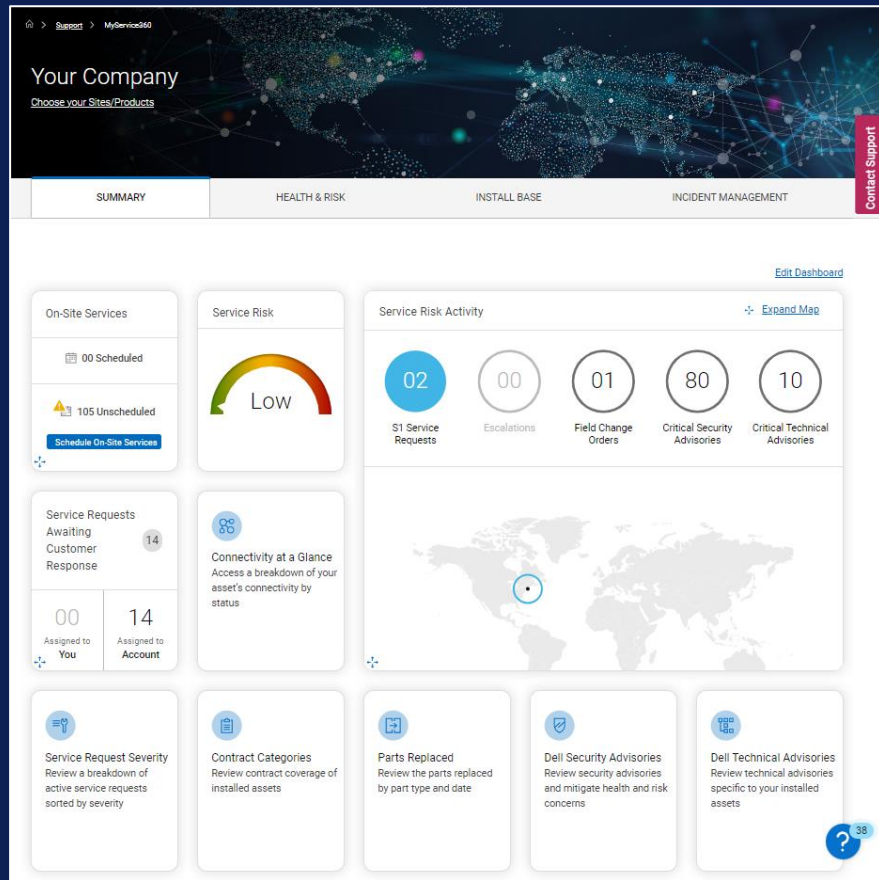 > Support > MyService360
Your Company
Choose your Sites/Products
Contact Support
SUMMARY
HEALTH & RISK
INSTALL BASE
INCIDENT MANAGEMENT
Edit Dashboard
On-Site Services
00 Scheduled
105 Unscheduled
Schedule On-Site Services
Service Risk
Low
Service Risk Activity
Expand Map
02
S1 Service
Requests
00
Escalations
01
Field Change
Orders
80
Critical Security
Advisories
10
Critical Technical
Advisories
Service Requests
Awaiting
Customer
Response
14
00
Assigned to
You
14
Assigned to
Account
Connectivity at a Glance
Access a breakdown of your
asset's connectivity by
status
Service Request Severity
Review a breakdown of
active service requests
sorted by severity
Contract Categories
Review contract coverage of
installed assets
Parts Replaced
Review the parts replaced
by part type and date
Dell Security Advisories
Review security advisories
and mitigate health and risk
concerns
Dell Technical Advisories
Review technical advisories
specific to your installed
assets
?
38